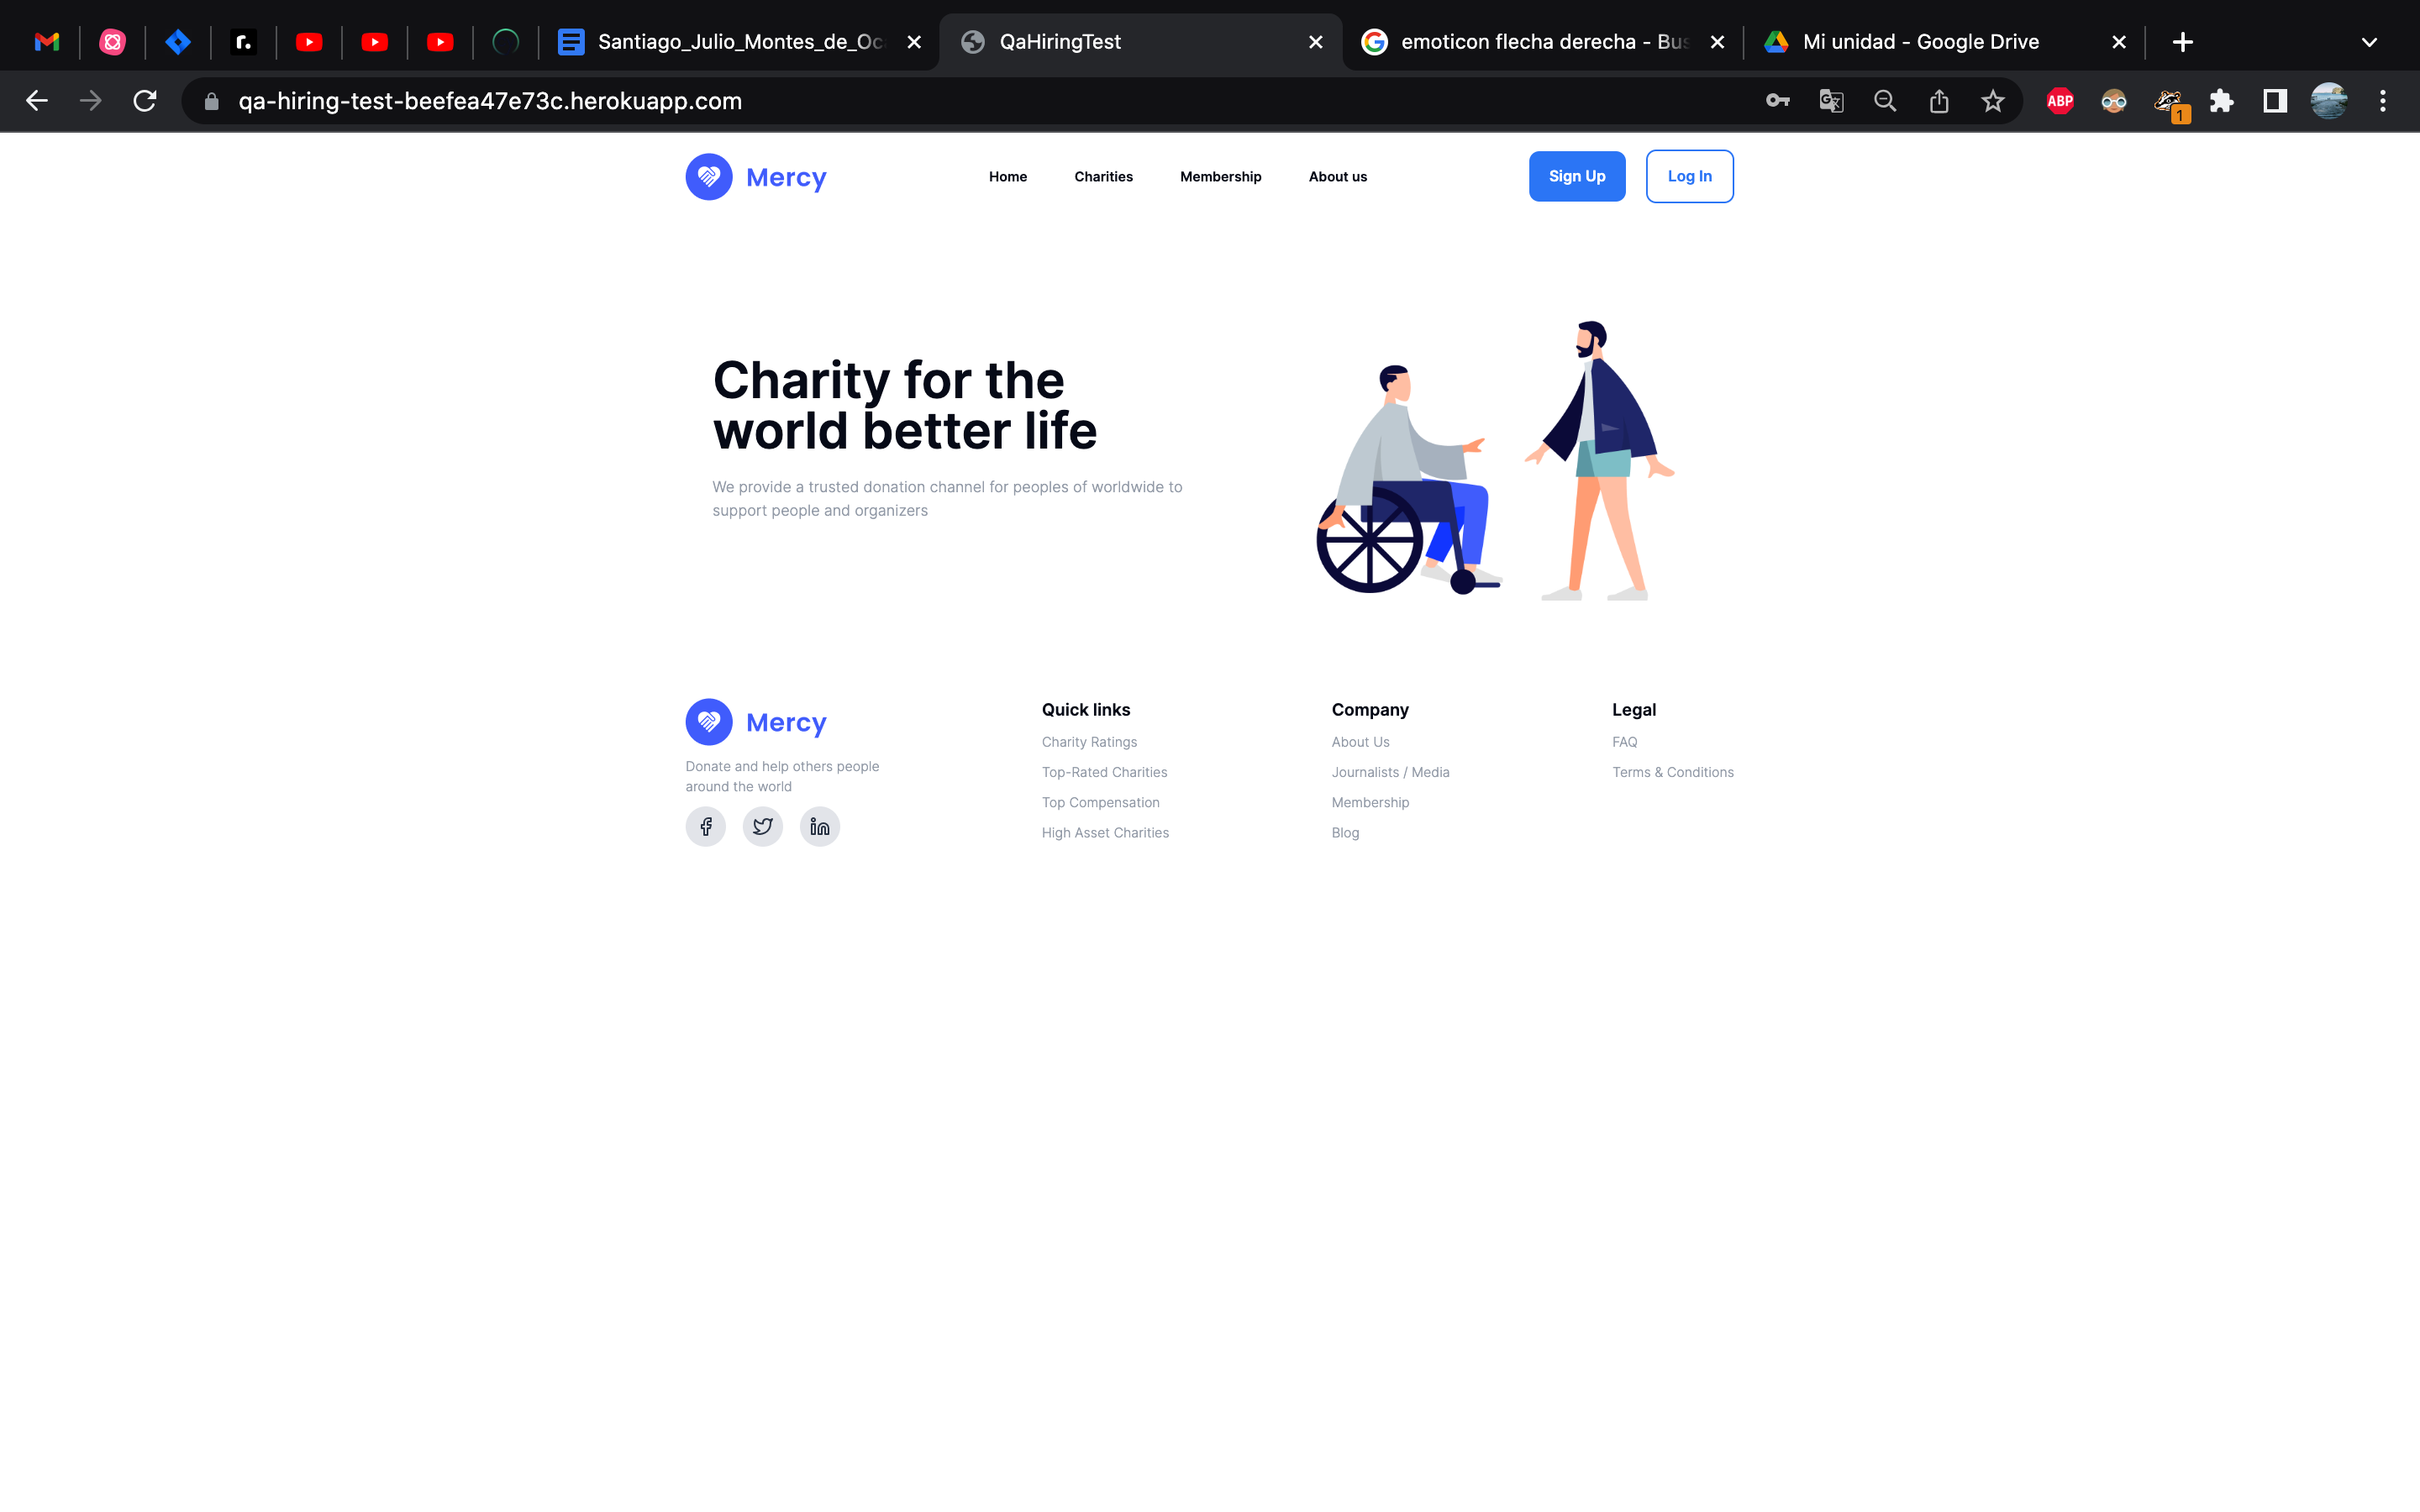 Santiago_Julio_Montes_de_Oc
QaHiringTest
emoticon flecha derecha - Bus
Mi unidad - Google Drive
qa-hiring-test-beefea47e73c.herokuapp.com
ABP
1
Mercy
Home
Charities
Membership
About us
Sign Up
Log In
Charity for the
world better life
We provide a trusted donation channel for peoples of worldwide to
support people and organizers
Mercy
Donate and help others people
around the world
Quick links
Charity Ratings
Top-Rated Charities
Top Compensation
High Asset Charities
Company
About Us
Journalists / Media
Membership
Blog
Legal
FAQ
Terms & Conditions